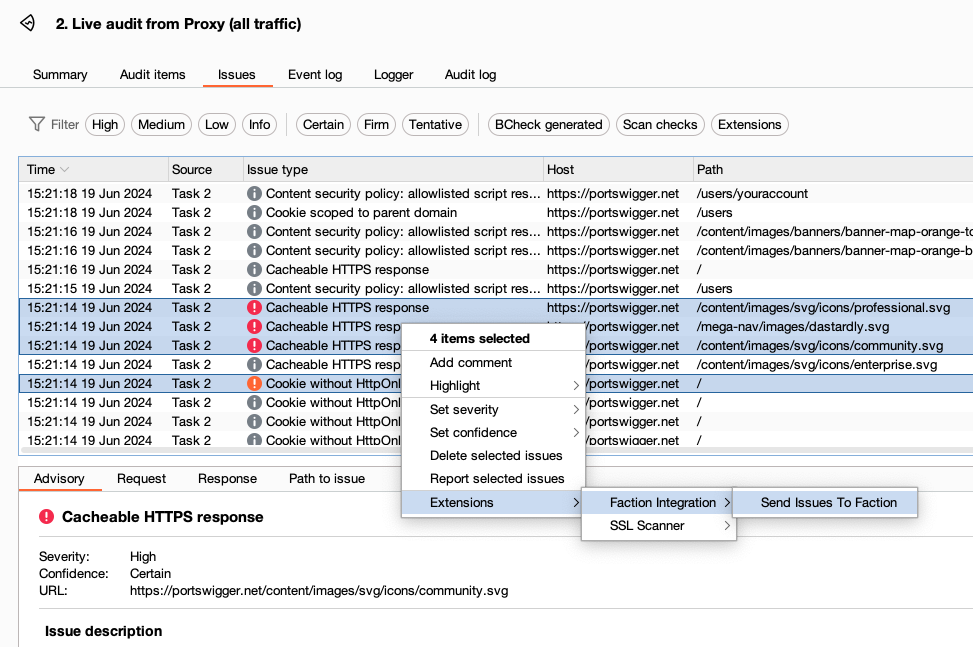 2. Live audit from Proxy (all traffic)
Summary Audit items Issues Event log Logger Audit log
Filter High Medium Low Info Certain Firm Tentative BCheck generated Scan checks Extensions
Time Source Issue type Host Path
15:21:18 19 Jun 2024 Task 2 Content security policy: allowlisted script res... https://portswigger.net /users/youraccount
15:21:18 19 Jun 2024 Task 2 Cookie scoped to parent domain https://portswigger.net /users
15:21:16 19 Jun 2024 Task 2 Content security policy: allowlisted script res... https://portswigger.net /content/images/banners/banner-map-orange-to
15:21:16 19 Jun 2024 Task 2 Content security policy: allowlisted script res... https://portswigger.net /content/images/banners/banner-map-orange-b
15:21:16 19 Jun 2024 Task 2 Cacheable HTTPS response https://portswigger.net /
15:21:15 19 Jun 2024 Task 2 Content security policy: allowlisted script res... https://portswigger.net /users
15:21:14 19 Jun 2024 Task 2 Cacheable HTTPS response https://portswigger.net /content/images/svg/icons/professional.svg
15:21:14 19 Jun 2024 Task 2 Cacheable HTTPS resp /portswigger.net /mega-nav/images/dastardly.svg
15:21:14 19 Jun 2024 Task 2 Cacheable HTTPS resp /portswigger.net /content/images/svg/icons/community.svg
15:21:14 19 Jun 2024 Task 2 Cacheable HTTPS resp /portswigger.net /content/images/svg/icons/enterprise.svg
15:21:14 19 Jun 2024 Task 2 Cookie without HttpOnl /portswigger.net /
15:21:14 19 Jun 2024 Task 2 Cookie without HttpOnl /portswigger.net /
15:21:14 19 Jun 2024 Task 2 Cookie without HttpOnl /portswigger.net /
15:21:14 19 Jun 2024 Task 2 Cookie without HttpOnl /portswigger.net /
4 items selected
Add comment
Highlight
Set severity
Set confidence
Delete selected issues
Report selected issues
Extensions
Faction Integration
SSL Scanner
Send Issues To Faction
Advisory Request Response Path to issue
Cacheable HTTPS response
Severity: High
Confidence: Certain
URL: https://portswigger.net/content/images/svg/icons/community.svg
Issue description